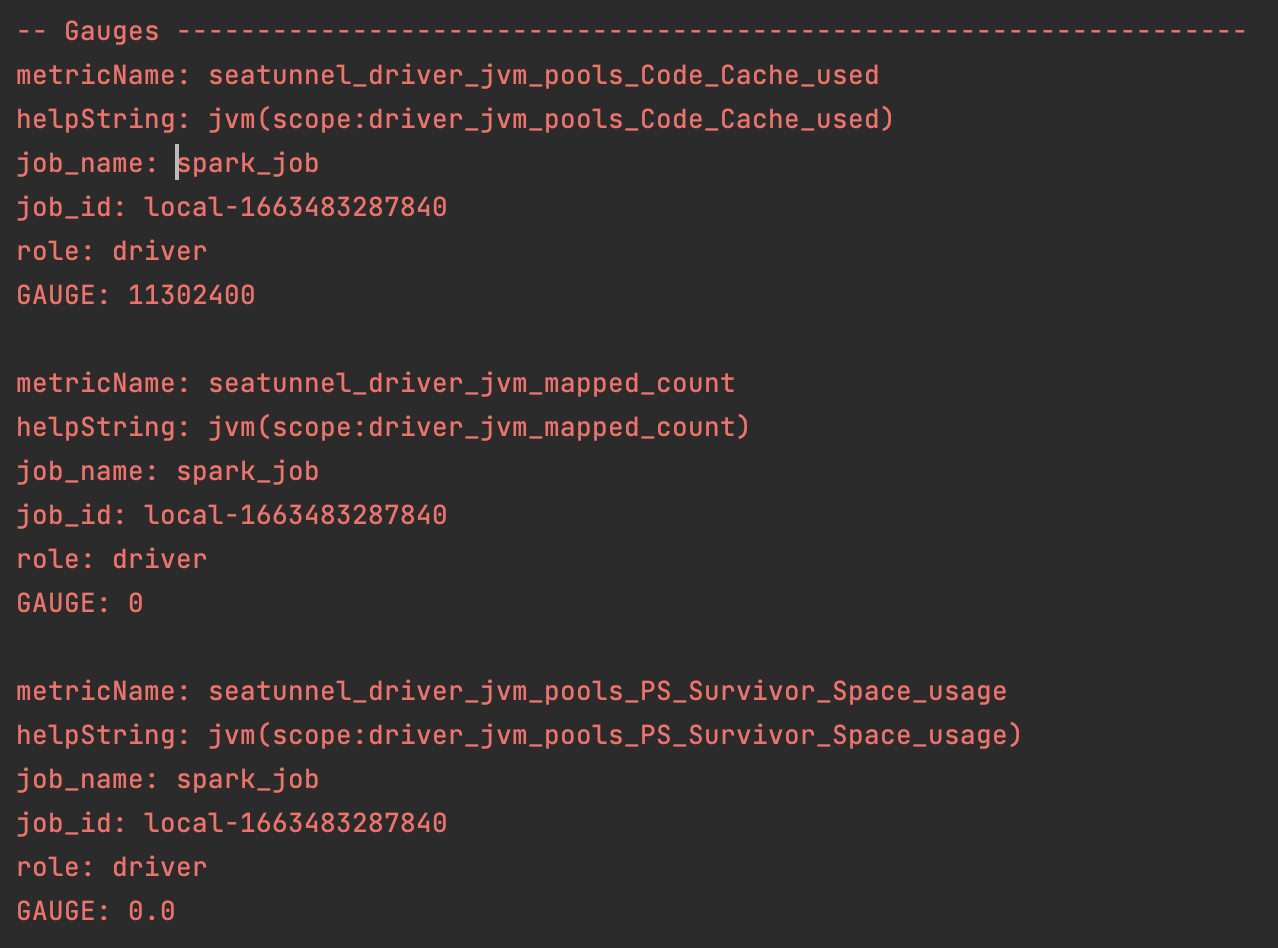 -- Gauges -------------------------------------------------------------------
metricName: seatunnel_driver_jvm_pools_Code_Cache_used
helpString: jvm(scope:driver_jvm_pools_Code_Cache_used)
job_name: spark_job
job_id: local-1663483287840
role: driver
GAUGE: 11302400
metricName: seatunnel_driver_jvm_mapped_count
helpString: jvm(scope:driver_jvm_mapped_count)
job_name: spark_job
job_id: local-1663483287840
role: driver
GAUGE: 0
metricName: seatunnel_driver_jvm_pools_PS_Survivor_Space_usage
helpString: jvm(scope:driver_jvm_pools_PS_Survivor_Space_usage)
job_name: spark_job
job_id: local-1663483287840
role: driver
GAUGE: 0.0